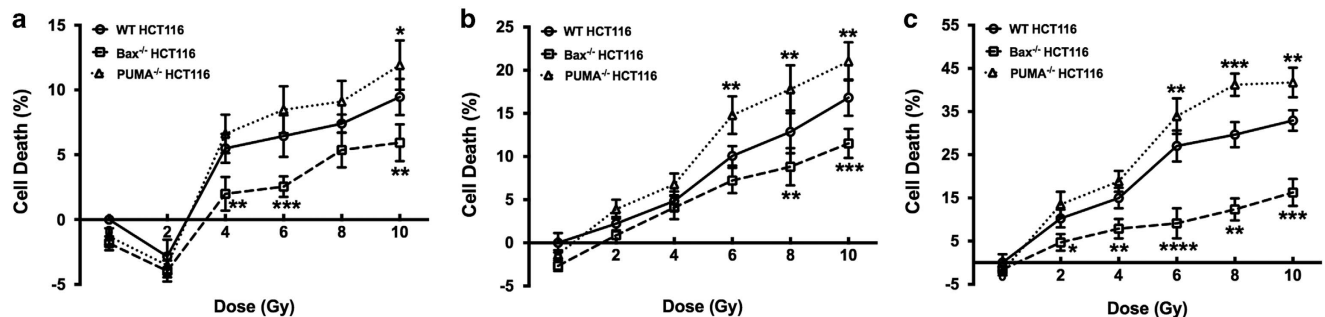 a
Cell Death (%)
15
10
5
0
-5
WT HCT116
Bax-/- HCT116
PUMA-/- HCT116
*
**
** ***
2 4 6 8 10
Dose (Gy)
b
Cell Death (%)
25
20
15
10
5
0
-5
WT HCT116
Bax-/- HCT116
PUMA-/- HCT116
** ** **
** ***
2 4 6 8 10
Dose (Gy)
c
Cell Death (%)
55
45
35
25
15
5
-5
WT HCT116
Bax-/- HCT116
PUMA-/- HCT116
** *** **
* ** **** ** ***
2 4 6 8 10
Dose (Gy)